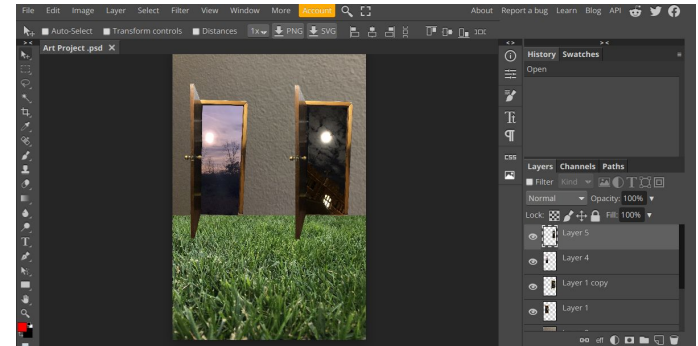 File Edit Image Layer Select Filter View Window More Account About Report a bug Learn Blog API
Auto-Select Transform controls Distances 1x PNG SVG
Art Project .psd
History Swatches
Open
CSS
Layers Channels Paths
Filter Kind
Normal Opacity: 100%
Lock: Fill: 100%
Layer 5
Layer 4
Layer 1 copy
Layer 1
eff